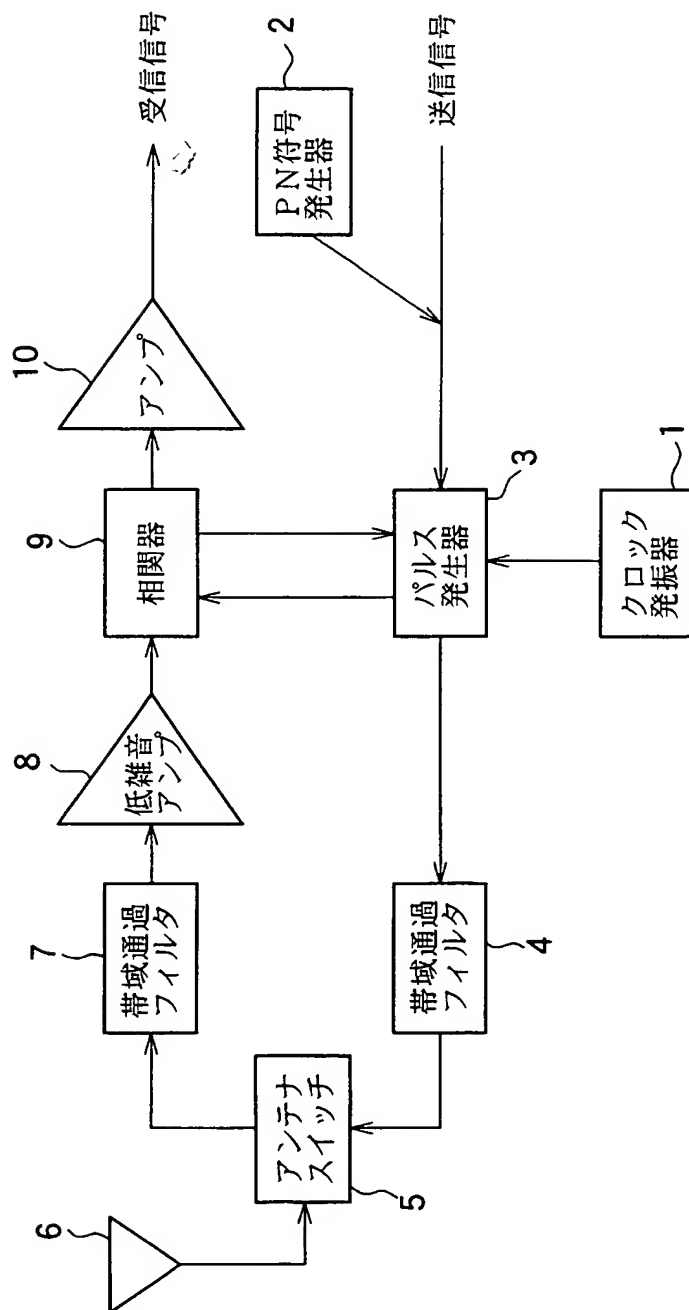 6
アンテナ
スイッチ
5
7
帯域通過
フィルタ
8
低雑音
アンプ
9
相関器
10
アンプ
受信信号
2
PN符号
発生器
送信信号
3
パルス
発生器
1
クロック
発振器
4
帯域通過
フィルタ